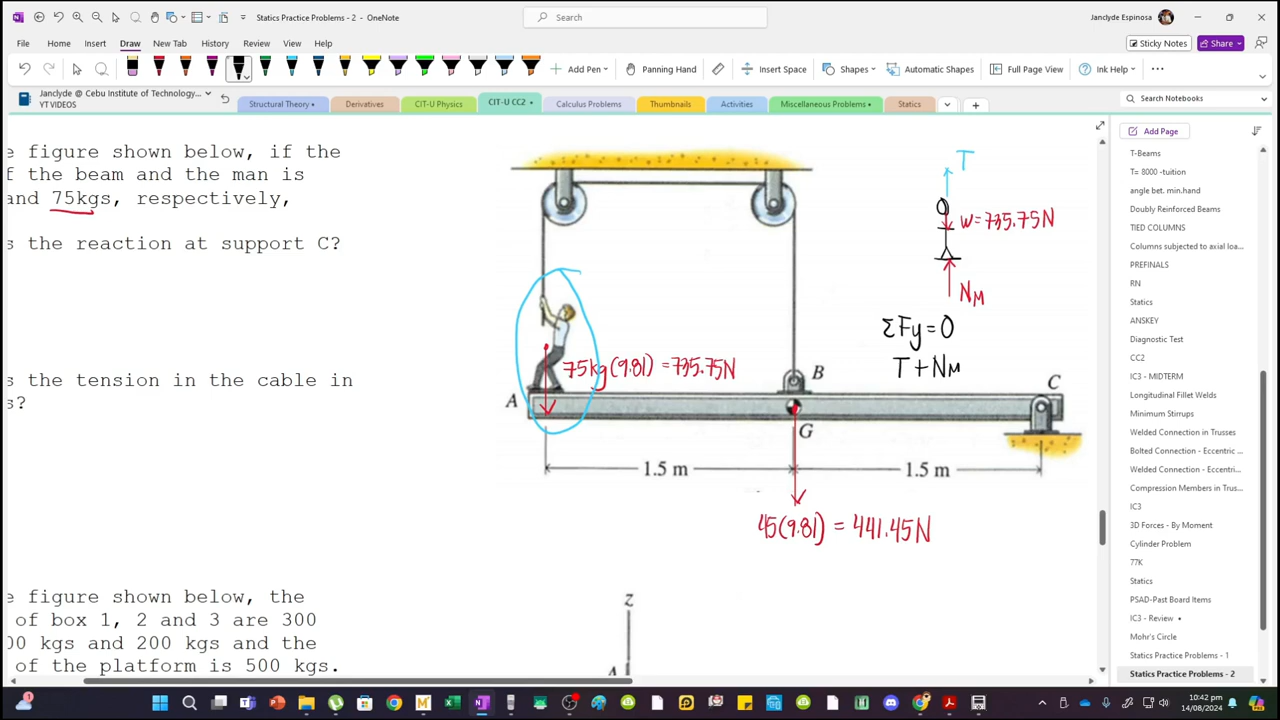 Statics Practice Problems - 2 - OneNote
Search
Janclyde Espinosa
File
Home
Insert
Draw
New Tab
History
Review
View
Help
Sticky Notes
Share
Add Pen
Panning Hand
Insert Space
Shapes
Automatic Shapes
Full Page View
Ink Help
Janclyde @ Cebu Institute of Technology...
YT VIDEOS
Structural Theory
Derivatives
CIT-U Physics
CIT-U CC2
Calculus Problems
Thumbnails
Activities
Miscellaneous Problems
Statics
Search Notebooks
e figure shown below, if the
f the beam and the man is
and 75kgs, respectively,
s the reaction at support C?
s the tension in the cable in
s?
e figure shown below, the
of box 1, 2 and 3 are 300
00 kgs and 200 kgs and the
of the platform is 500 kgs.
T
W=735.75N
NM
ΣFy=0
T+NM
75kg(9.81) =735.75N
A
B
C
G
1.5 m
1.5 m
45(9.81) = 441.45N
z
A
Add Page
T-Beams
T= 8000 -tuition
angle bet. min.hand
Doubly Reinforced Beams
TIED COLUMNS
Columns subjected to axial loa...
PREFINALS
RN
Statics
ANSKEY
Diagnostic Test
CC2
IC3 - MIDTERM
Longitudinal Fillet Welds
Minimum Stirrups
Welded Connection in Trusses
Bolted Connection - Eccentric ...
Welded Connection - Eccentri...
Compression Members in Trus...
IC3
3D Forces - By Moment
Cylinder Problem
77K
Statics
PSAD-Past Board Items
IC3 - Review
Mohr's Circle
Statics Practice Problems - 1
Statics Practice Problems - 2
1
10:42 pm
14/08/2024